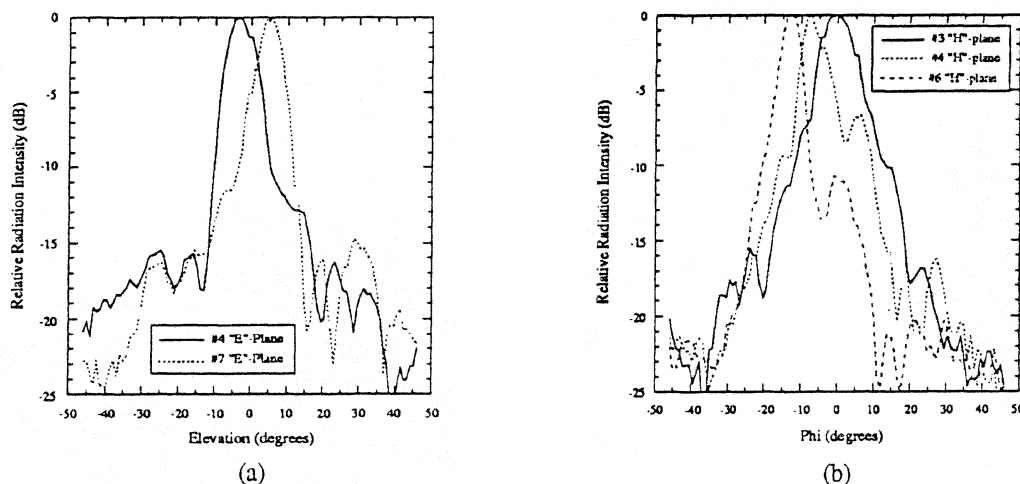 0
-5
-10
-15
-20
-25
Relative Radiation Intensity (dB)
#4 "E"-Plane
#7 "E"-Plane
-50 -40 -30 -20 -10 0 10 20 30 40 50
Elevation (degrees)
(a)
0
-5
-10
-15
-20
-25
Relative Radiation Intensity (dB)
#3 "H"-plane
#4 "H"-plane
#6 "H"-plane
-50 -40 -30 -20 -10 0 10 20 30 40 50
Phi (degrees)
(b)